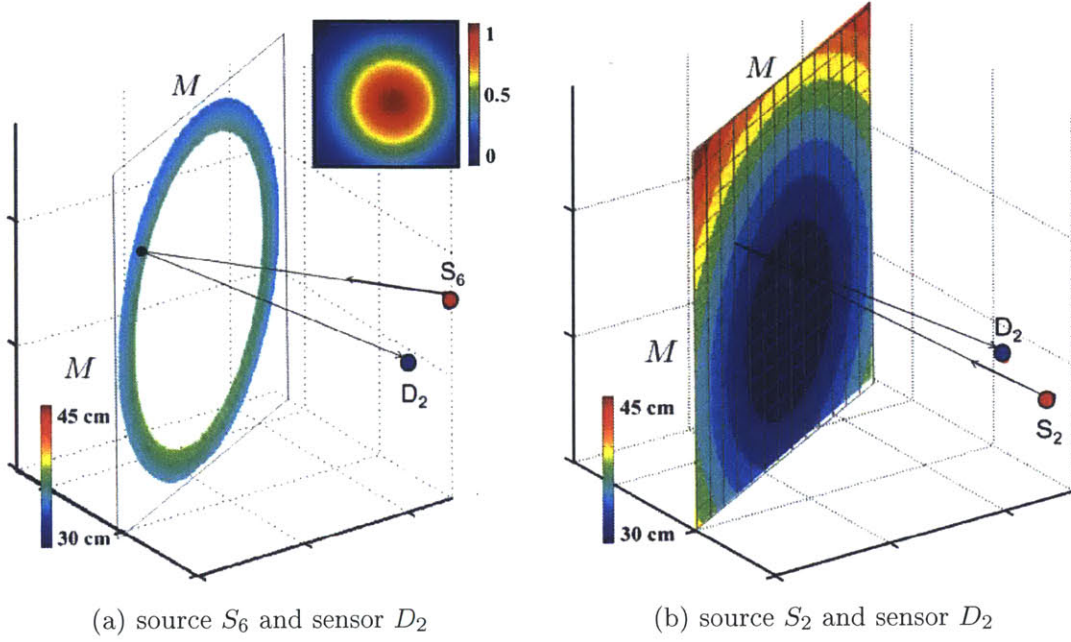 M
1
0.5
0
S6
D2
M
45 cm
30 cm
(a) source S6 and sensor D2
M
D2
S2
M
45 cm
30 cm
(b) source S2 and sensor D2